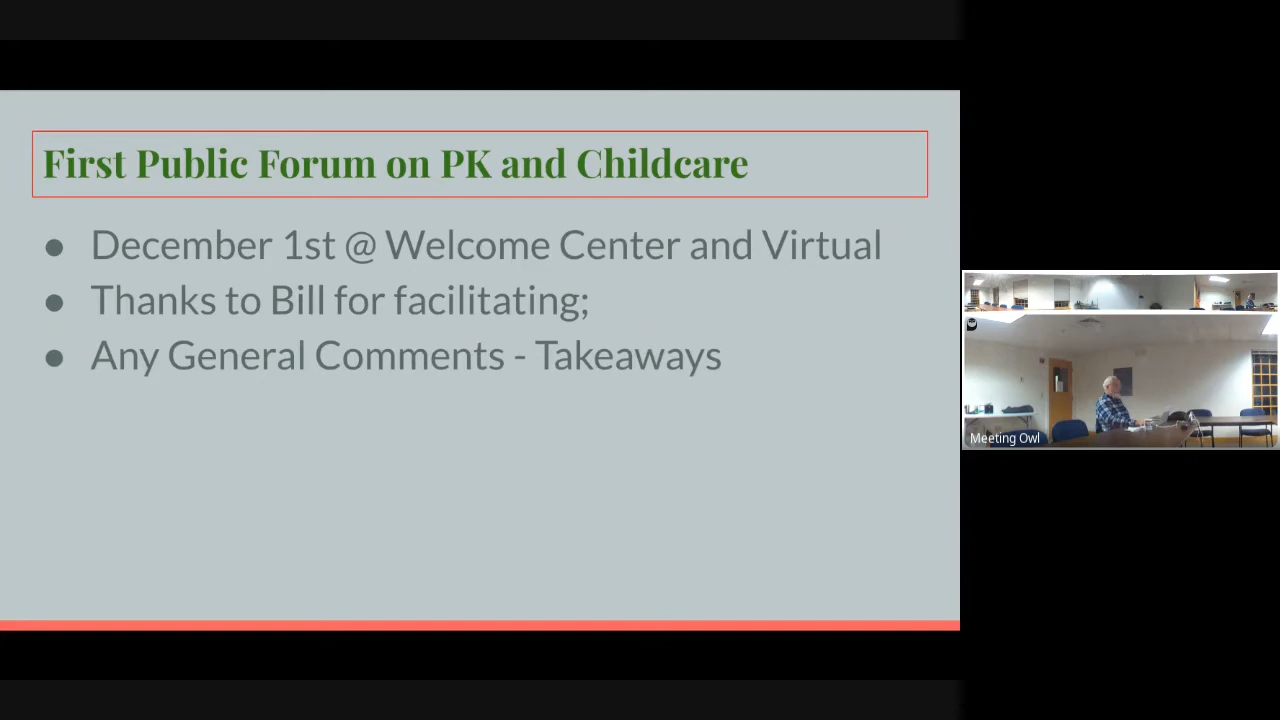 First Public Forum on PK and Childcare
● December 1st @ Welcome Center and Virtual
● Thanks to Bill for facilitating;
● Any General Comments - Takeaways
Meeting Owl